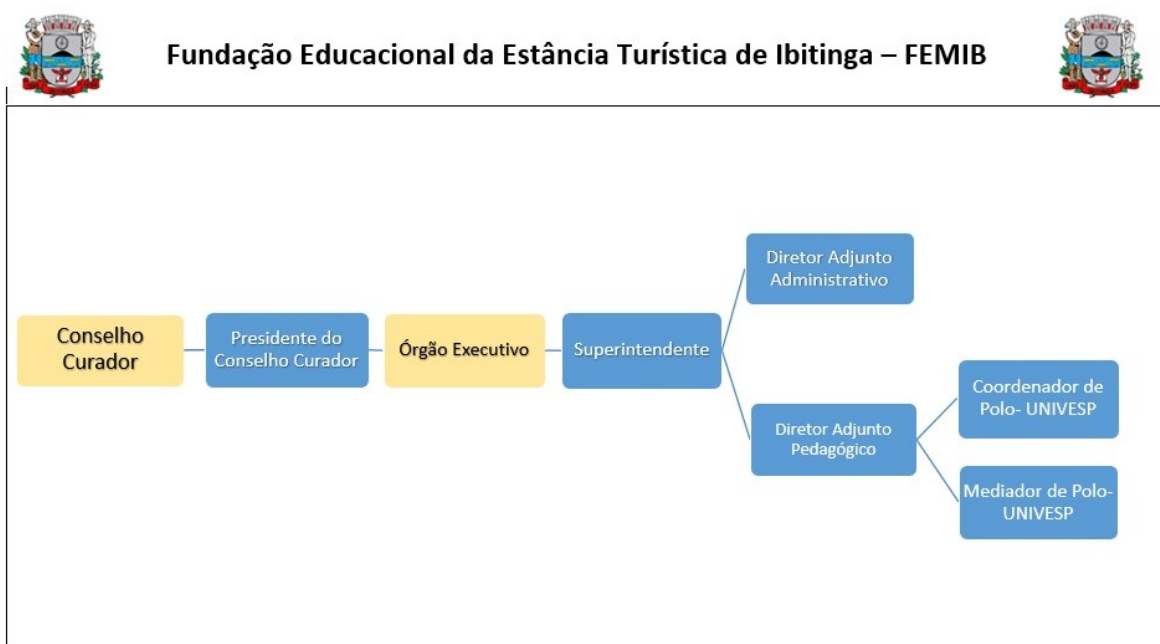 Fundação Educacional da Estância Turística de Ibitinga – FEMIB
Conselho
Curador
Presidente do
Conselho Curador
Órgão Executivo
Superintendente
Diretor Adjunto
Administrativo
Diretor Adjunto
Pedagógico
Coordenador de
Polo- UNIVESP
Mediador de Polo-
UNIVESP